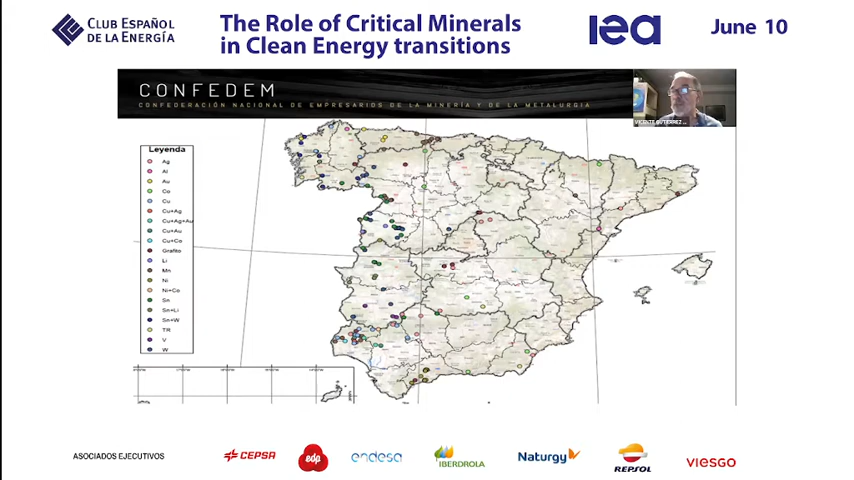 CLUB ESPAÑOL
DE LA ENERGÍA
The Role of Critical Minerals
in Clean Energy transitions
iea
June 10
CONFEDEM
CONFEDERACIÓN NACIONAL DE EMPRESARIOS DE LA MINERÍA Y DE LA METALURGIA
VICENTE GUTIERREZ ...
Leyenda
Ag
Al
Au
Co
Cu
Cu+Ag
Cu+Ag+Au
Cu+Au
Cu+Co
Grafito
Li
Mn
Ni
Ni+Co
Sn
Sn+Li
Sn+W
TR
V
W
ASOCIADOS EJECUTIVOS
CEPSA
edp
endesa
IBERDROLA
Naturgy
REPSOL
VIESGO